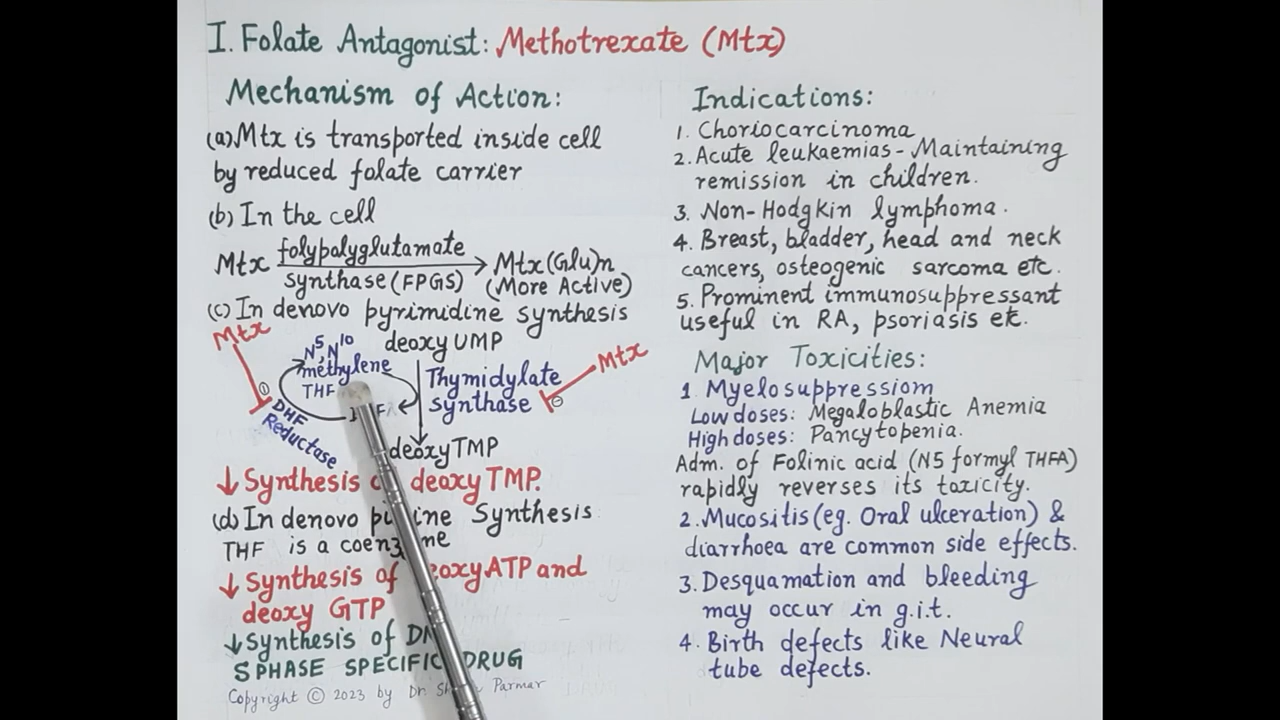 I. Folate Antagonist: Methotrexate (Mtx)
Mechanism of Action:
(a) Mtx is transported inside cell
by reduced folate carrier
(b) In the cell
Mtx folypolyglutamate synthase (FPGS) Mtx(Glu)n
(More Active)
(c) In denovo pyrimidine synthesis
Mtx
N5, N10
methylene
THF
DHF
Reductase
deoxy UMP
Thymidylate
synthase
Mtx
deoxy TMP
↓ Synthesis deoxy TMP.
(d) In denovo Synthesis
THF is a
↓ Synthesis of ATP and
deoxy GTP
↓ Synthesis of
S PHASE SPECIFIC DRUG
Copyright © 2023 by Dr. Parmar
Indications:
1. Choriocarcinoma
2. Acute leukaemias - Maintaining
remission in children.
3. Non-Hodgkin lymphoma.
4. Breast, bladder, head and neck
cancers, osteogenic sarcoma etc.
5. Prominent immunosuppressant
useful in RA, psoriasis etc.
Major Toxicities:
1. Myelosuppression
Low doses: Megaloblastic Anemia
High doses: Pancytopenia.
Adm. of Folinic acid (N5 formyl THFA)
rapidly reverses its toxicity.
2. Mucositis (eg. Oral ulceration) &
diarrhoea are common side effects.
3. Desquamation and bleeding
may occur in g.i.t.
4. Birth defects like Neural
tube defects.